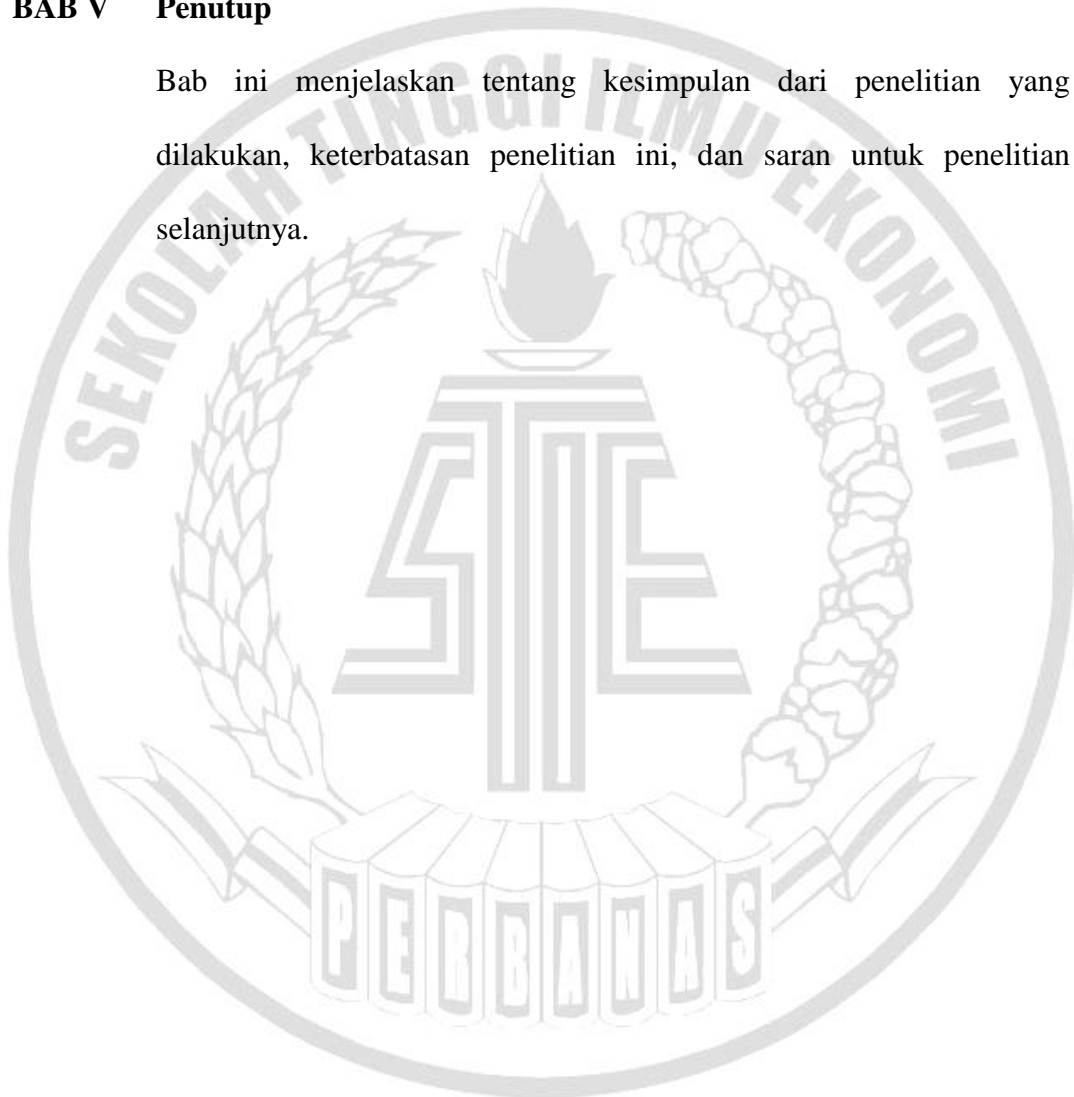 BAB V Penutup
Bab ini menjelaskan tentang kesimpulan dari penelitian yang
dilakukan, keterbatasan penelitian ini, dan saran untuk penelitian
selanjutnya.
SEKOLAH TINGGI ILMU EKONOMI
STIE
PERBANAS